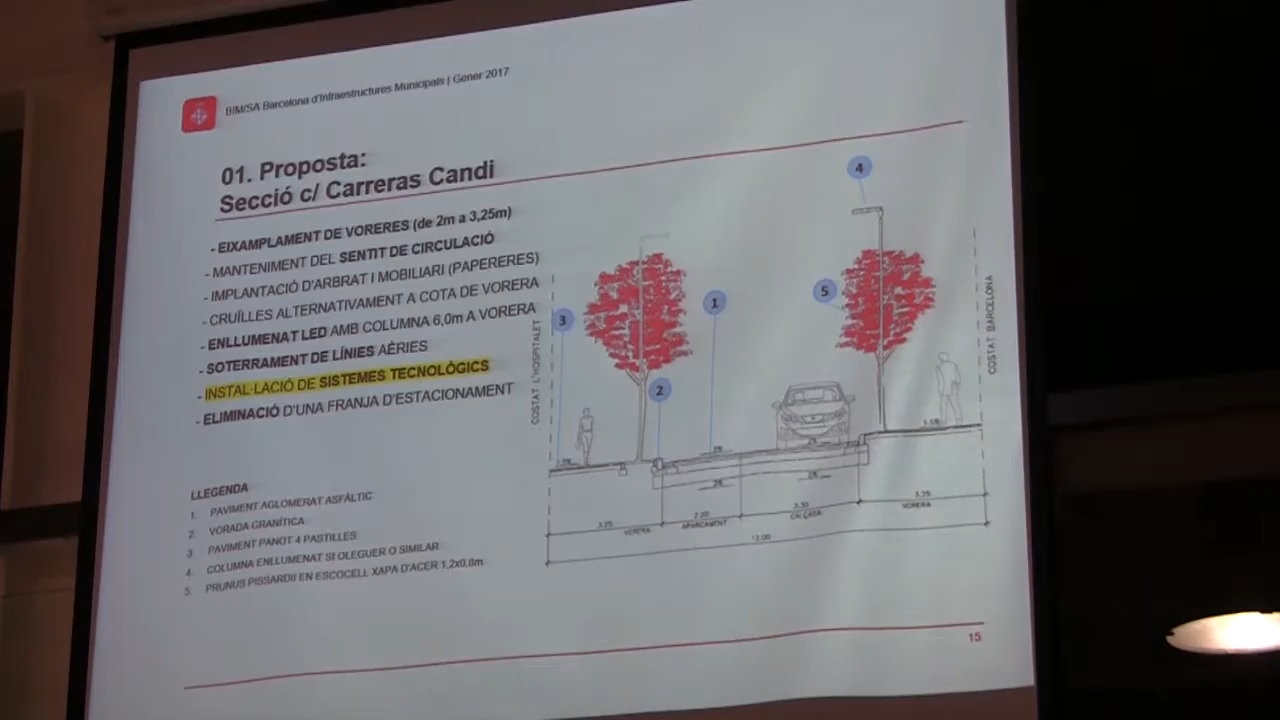 BIM/SA Barcelona d'Infraestructures Municipals | Gener 2017
01. Proposta:
Secció c/ Carreras Candi
- EIXAMPLAMENT DE VORERES (de 2m a 3,25m)
- MANTENIMENT DEL SENTIT DE CIRCULACIÓ
- IMPLANTACIÓ D'ARBRAT I MOBILIARI (PAPERERES)
- CRUÏLLES ALTERNATIVAMENT A COTA DE VORERA
- ENLLUMENAT LED AMB COLUMNA 6,0m A VORERA
- SOTERRAMENT DE LÍNIES AÈRIES
- INSTAL·LACIÓ DE SISTEMES TECNOLÒGICS
- ELIMINACIÓ D'UNA FRANJA D'ESTACIONAMENT
LLEGENDA
1. PAVIMENT AGLOMERAT ASFÀLTIC
2. VORADA GRANÍTICA
3. PAVIMENT PANOT 4 PASTILLES
4. COLUMNA ENLLUMENAT SI OLEGUER O SIMILAR
5. PRUNUS PISSARDII EN ESCOCELL XAPA D'ACER 1,2x0,8m
4
5
1
3
2
COSTAT L'HOSPITALET
COSTAT BARCELONA
3.25
VORERA
2.20
APARCAMENT
3.30
CALÇADA
3.25
VORERA
12.00
15